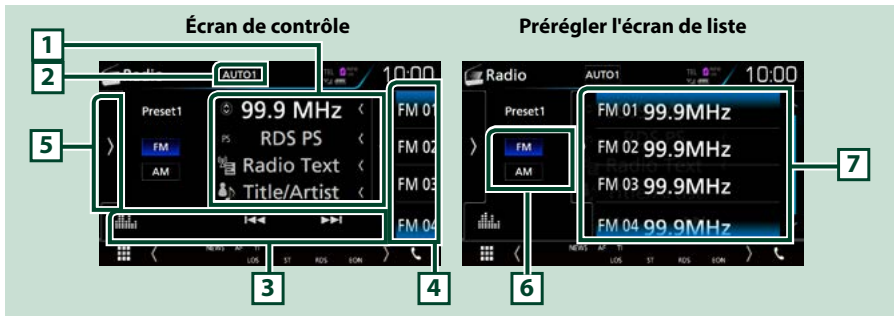 Écran de contrôle
Prérégler l'écran de liste
1
2
Radio
AUTO1
TEL
10:00
5
Preset1
FM
AM
99.9 MHz
PS RDS PS
Radio Text
Title/Artist
FM 01
FM 02
FM 03
FM 04
NEWS AF TI
LOS ST RDS EON
3
4
Radio
AUTO1
TEL
10:00
Preset1
FM
AM
FM 01 99.9MHz
FM 02 99.9MHz
FM 03 99.9MHz
FM 04 99.9MHz
NEWS AF TI
LOS ST RDS EON
6
7